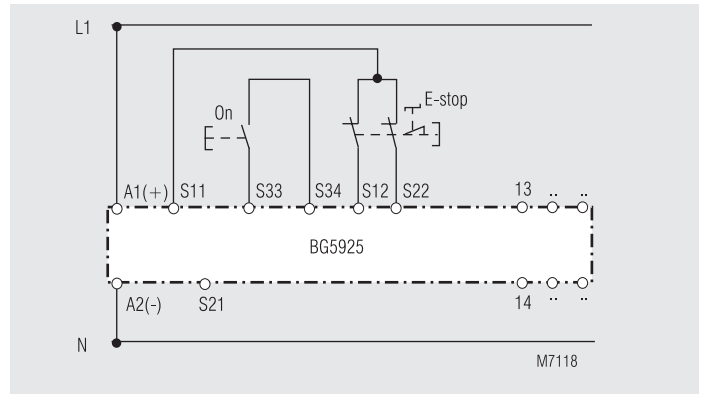 L1
E-stop
On
A1(+) S11 S33 S34 S12 S22 13 .. ..
BG5925
A2(-) S21 14 .. ..
N
M7118